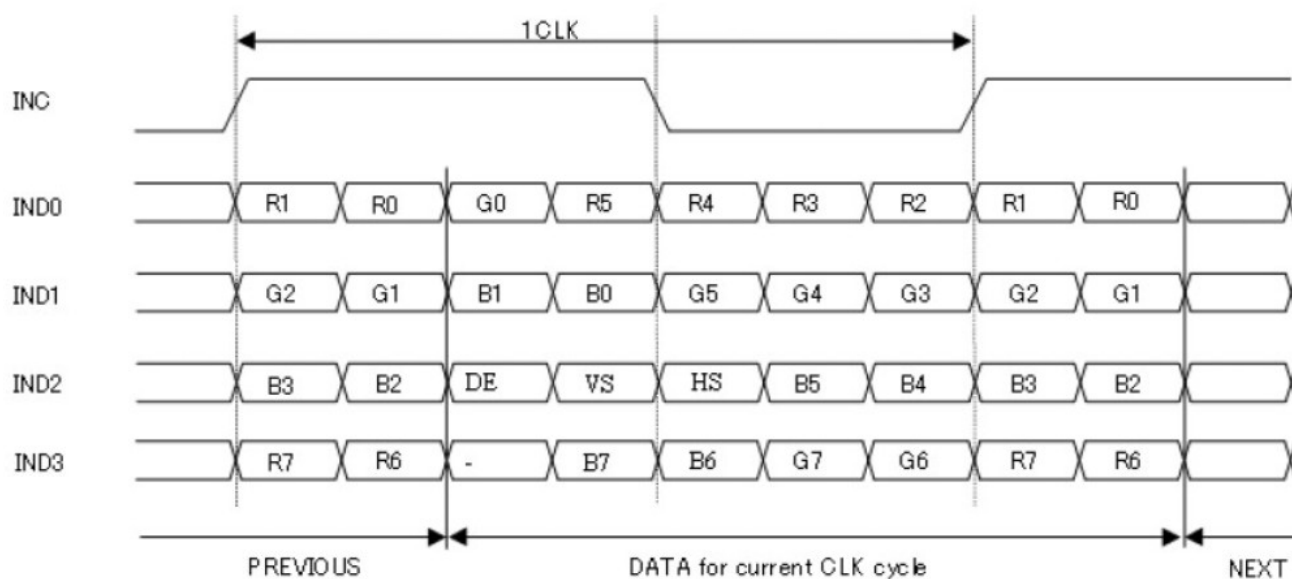 1CLK
INC
IND0 R1 R0 G0 R5 R4 R3 R2 R1 R0
IND1 G2 G1 B1 B0 G5 G4 G3 G2 G1
IND2 B3 B2 DE VS HS B5 B4 B3 B2
IND3 R7 R6 - B7 B6 G7 G6 R7 R6
PREVIOUS DATA for current CLK cycle NEXT